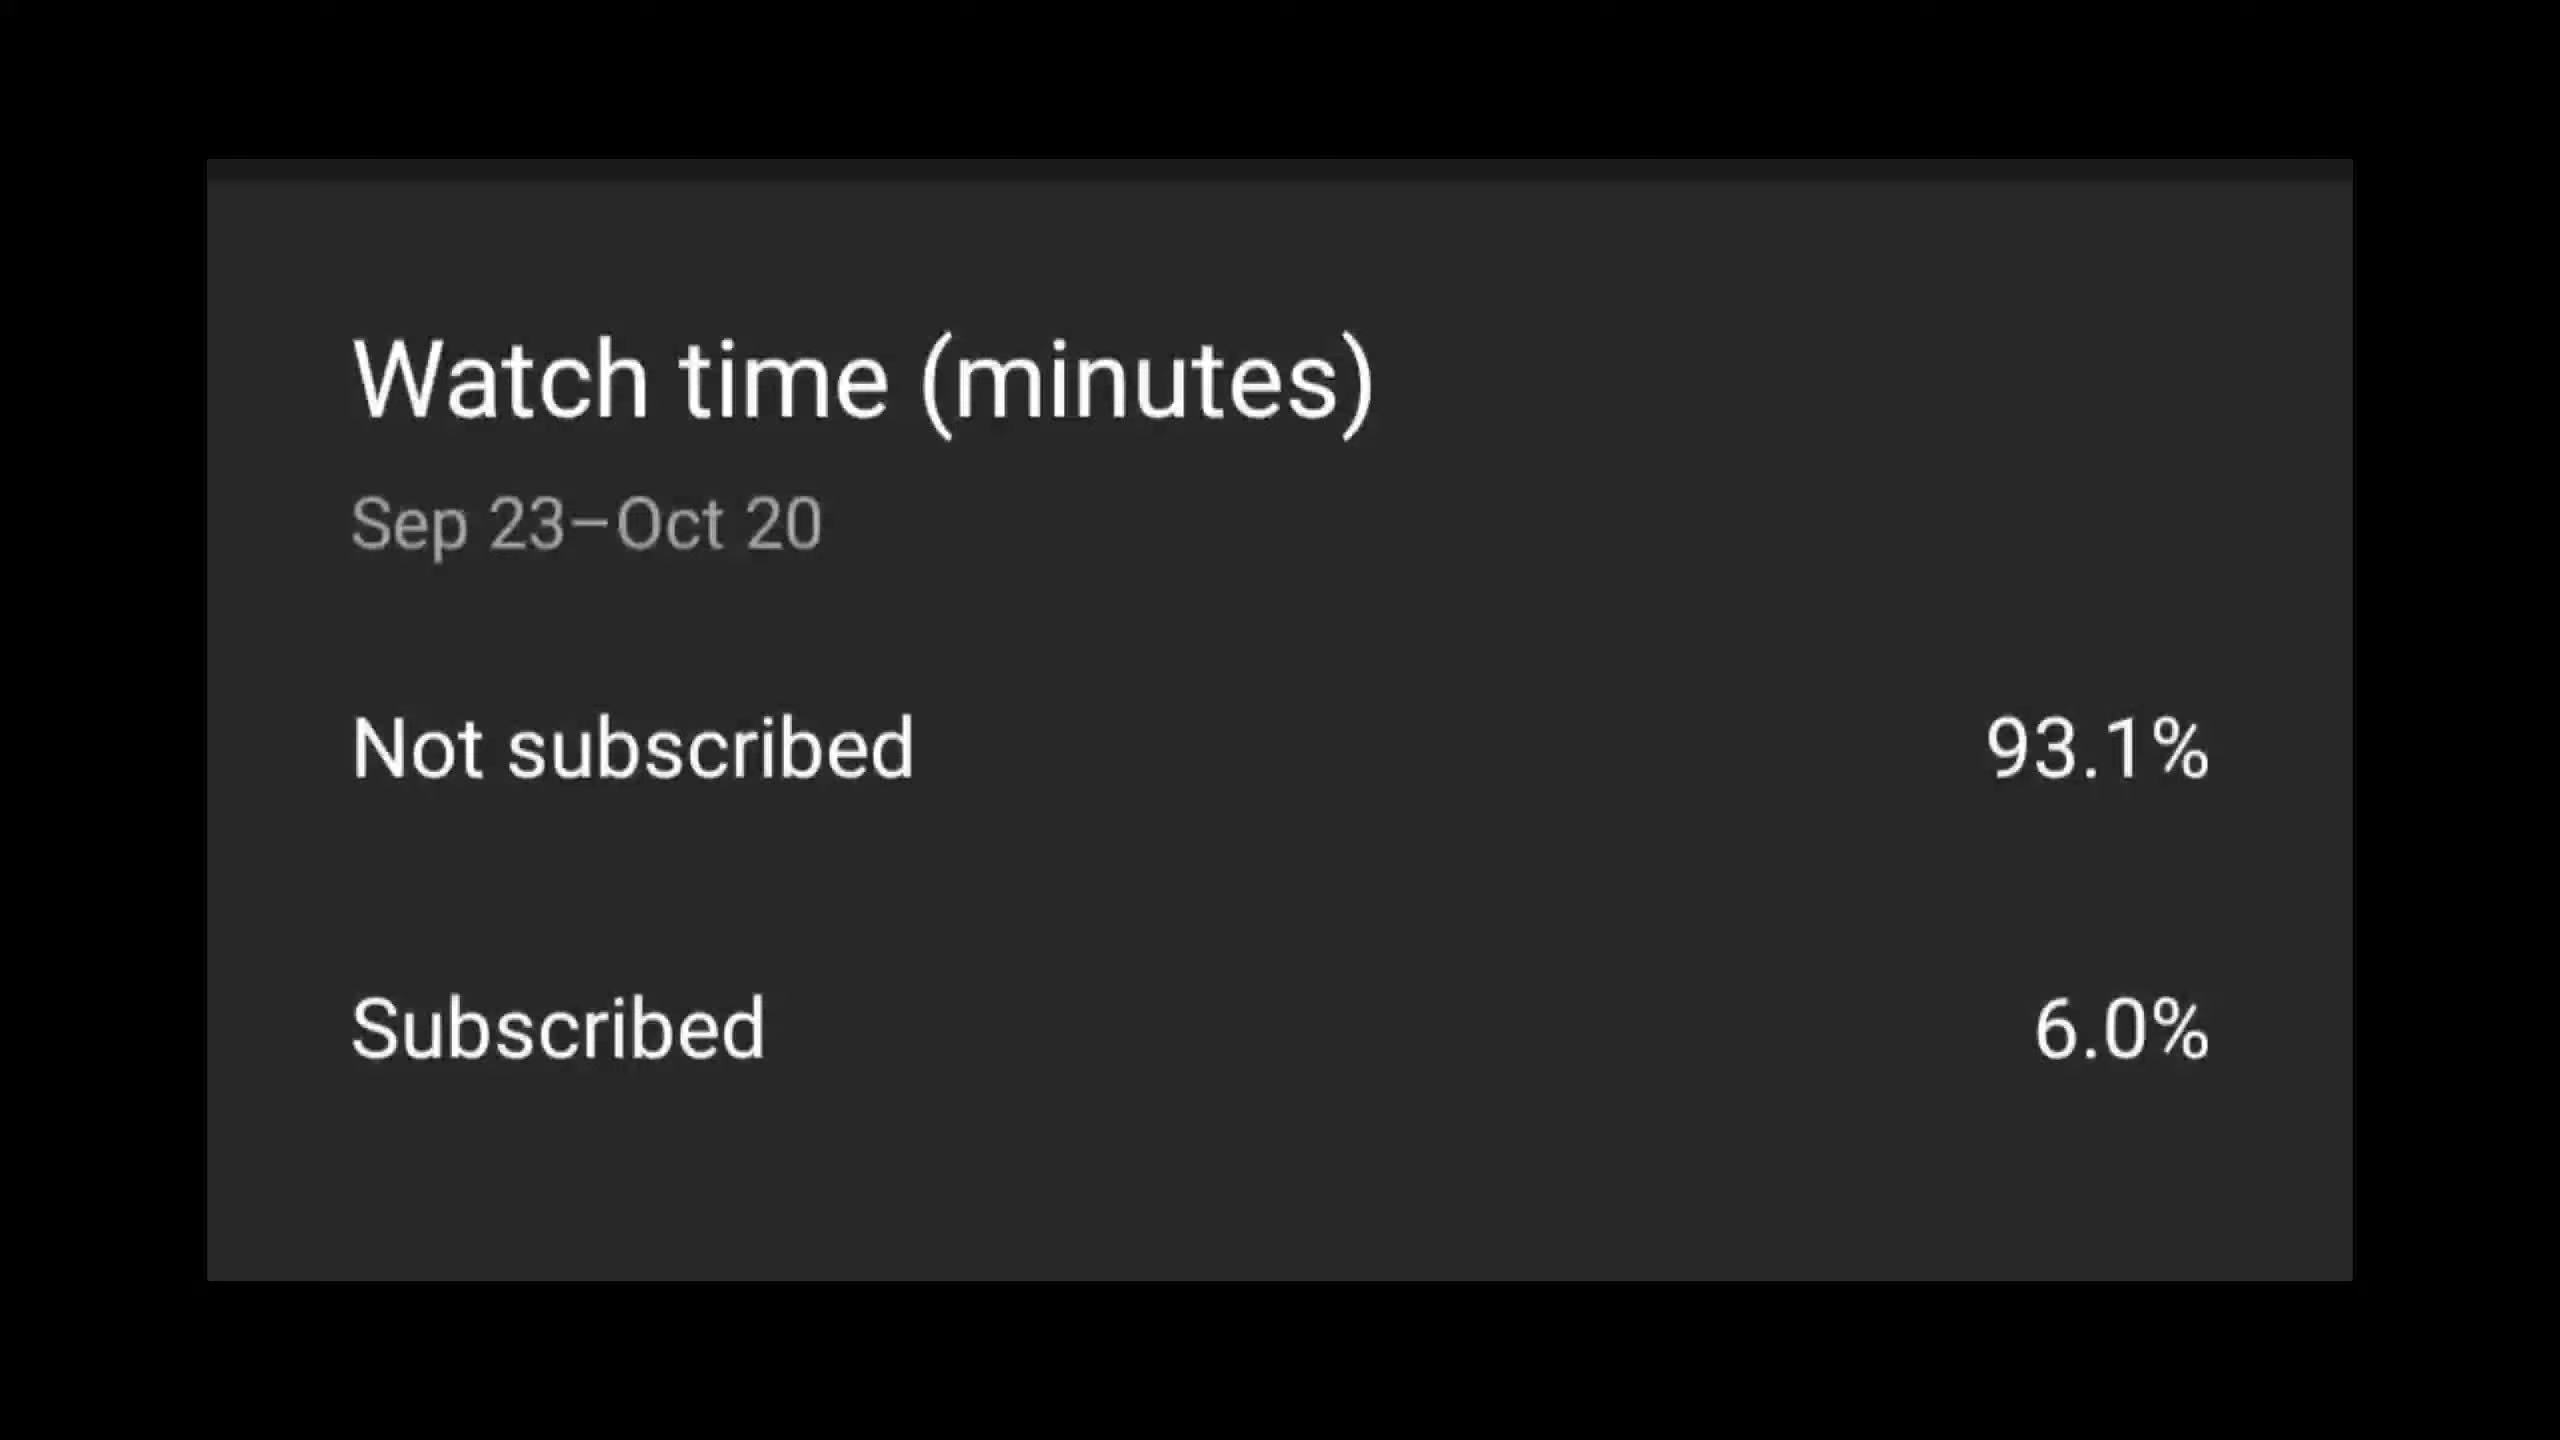 Watch time (minutes)
Sep 23–Oct 20
Not subscribed 93.1%
Subscribed 6.0%